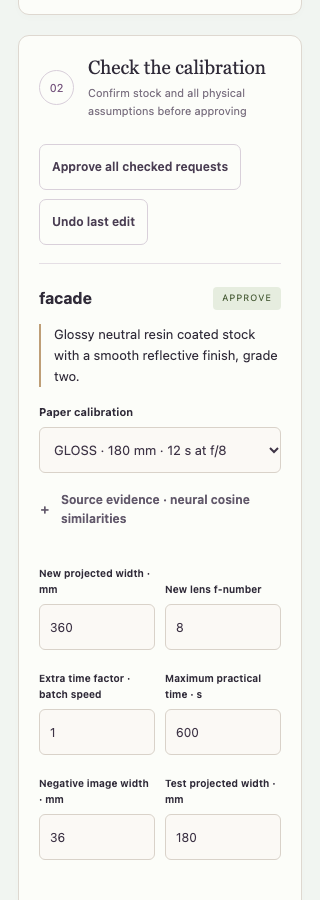 02
Check the calibration
Confirm stock and all physical
assumptions before approving
Approve all checked requests
Undo last edit
facade
APPROVE
Glossy neutral resin coated stock
with a smooth reflective finish, grade
two.
Paper calibration
GLOSS · 180 mm · 12 s at f/8
+ Source evidence · neural cosine
similarities
New projected width ·
mm
New lens f-number
360
8
Extra time factor ·
batch speed
Maximum practical
time · s
1
600
Negative image width
· mm
Test projected width ·
mm
36
180